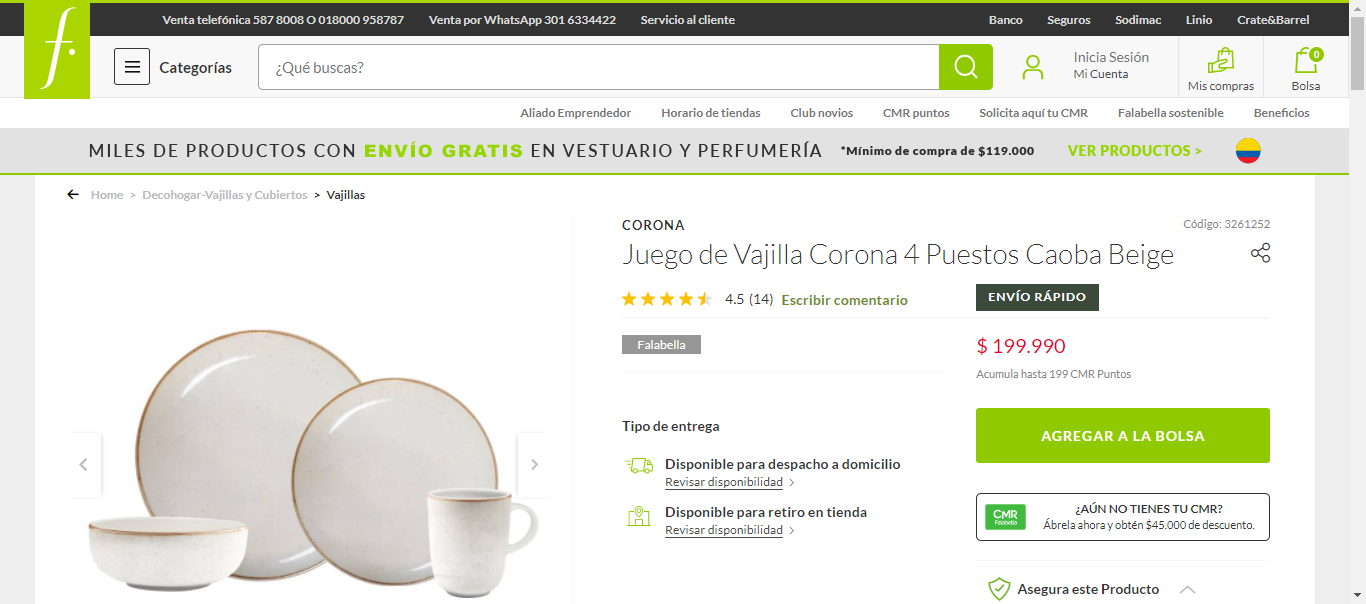 Venta telefónica 587 8008 O 018000 958787 Venta por WhatsApp 301 6334422 Servicio al cliente Banco Seguros Sodimac Linio Crate&Barrel
f.
Categorías ¿Qué buscas? Inicia Sesión
Mi Cuenta
Mis compras
0
Bolsa
Aliado Emprendedor Horario de tiendas Club novios CMR puntos Solicita aquí tu CMR Falabella sostenible Beneficios
MILES DE PRODUCTOS CON ENVÍO GRATIS EN VESTUARIO Y PERFUMERÍA *Mínimo de compra de $119.000 VER PRODUCTOS >
Home > Decohogar-Vajillas y Cubiertos > Vajillas
CORONA
Código: 3261252
Juego de Vajilla Corona 4 Puestos Caoba Beige
4.5 (14) Escribir comentario
ENVÍO RÁPIDO
Falabella
$ 199.990
Acumula hasta 199 CMR Puntos
Tipo de entrega
Disponible para despacho a domicilio
Revisar disponibilidad >
Disponible para retiro en tienda
Revisar disponibilidad >
AGREGAR A LA BOLSA
CMR
Falabella
¿AÚN NO TIENES TU CMR?
Ábrela ahora y obtén $45.000 de descuento.
Asegura este Producto